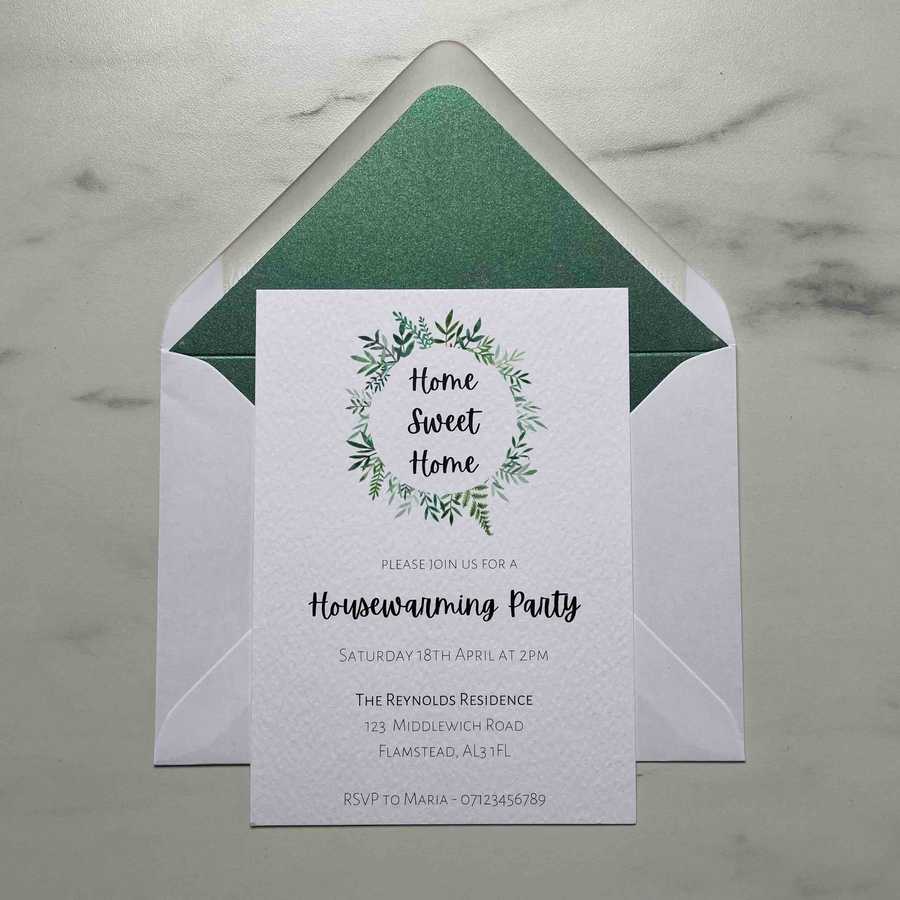 Home
Sweet
Home
PLEASE JOIN US FOR A
Housewarming Party
SATURDAY 18TH APRIL AT 2PM
THE REYNOLDS RESIDENCE
123 MIDDLEWICH ROAD
FLAMSTEAD, AL3 1FL
RSVP TO MARIA - 07123456789